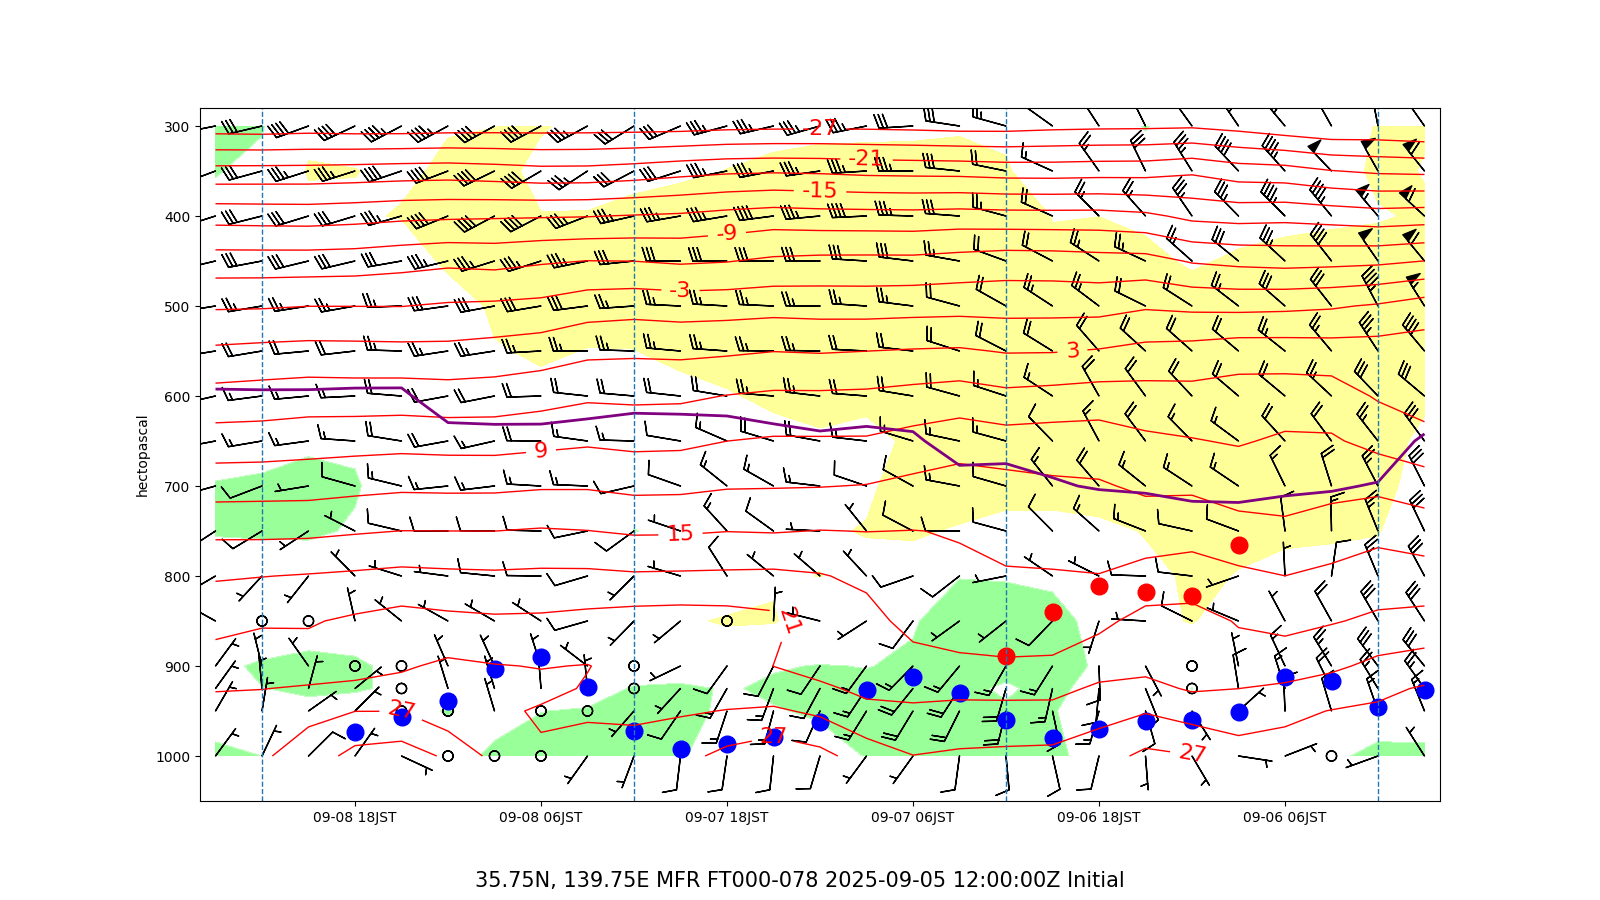 300
400
500
600
700
800
900
1000
hectopascal
-27
-21
-15
-9
-3
3
9
15
21
27
27
27
09-08 18JST
09-08 06JST
09-07 18JST
09-07 06JST
09-06 18JST
09-06 06JST
35.75N, 139.75E MFR FT000-078 2025-09-05 12:00:00Z Initial